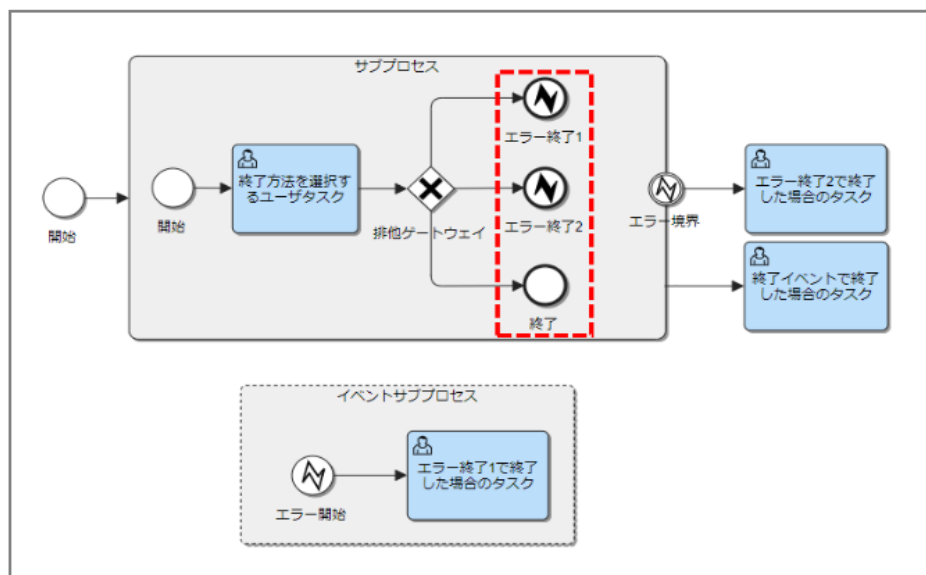 サブプロセス
エラー終了1
終了方法を選択す
るユーザタスク
エラー終了2で終了
した場合のタスク
開始
開始
排他ゲートウェイ
エラー終了2
エラー境界
終了イベントで終了
した場合のタスク
終了
イベントサブプロセス
エラー終了1で終了
した場合のタスク
エラー開始